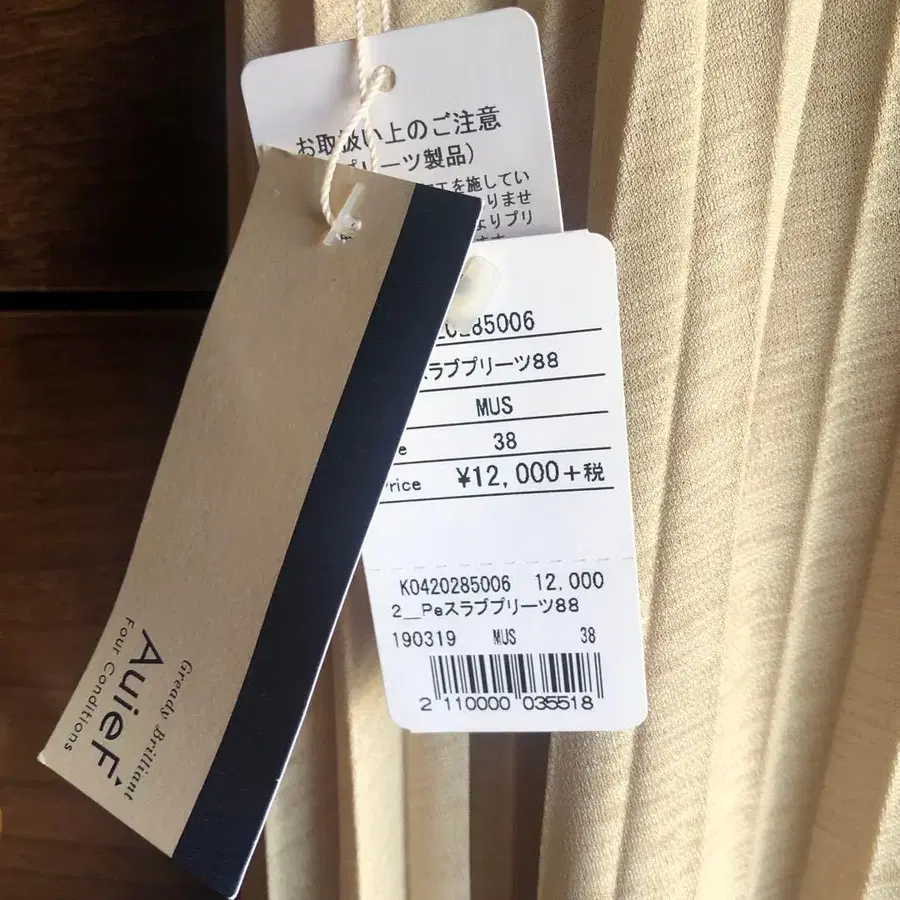 お取扱い上のご注意
プリーツ製品)
工を施してい
りませ
よりプリ
ます
20285006
スラブプリーツ88
MUS
38
Price ¥12,000+税
K0420285006 12,000
2__Peスラブプリーツ88
190319 MUS 38
2 110000 035518
Gready Brilliant
AuieF
Four Conditions